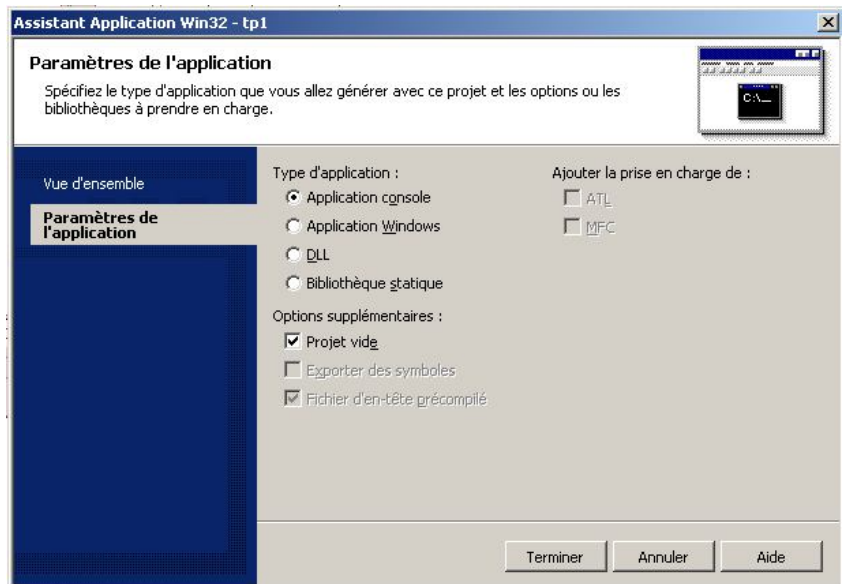 Assistant Application Win32 - tp1
Paramètres de l'application
Spécifiez le type d'application que vous allez générer avec ce projet et les options ou les
bibliothèques à prendre en charge.
C:\_
Vue d'ensemble
Paramètres de
l'application
Type d'application :
Application console
Application Windows
DLL
Bibliothèque statique
Options supplémentaires :
Projet vide
Exporter des symboles
Fichier d'en-tête précompilé
Ajouter la prise en charge de :
ATL
MFC
Terminer
Annuler
Aide